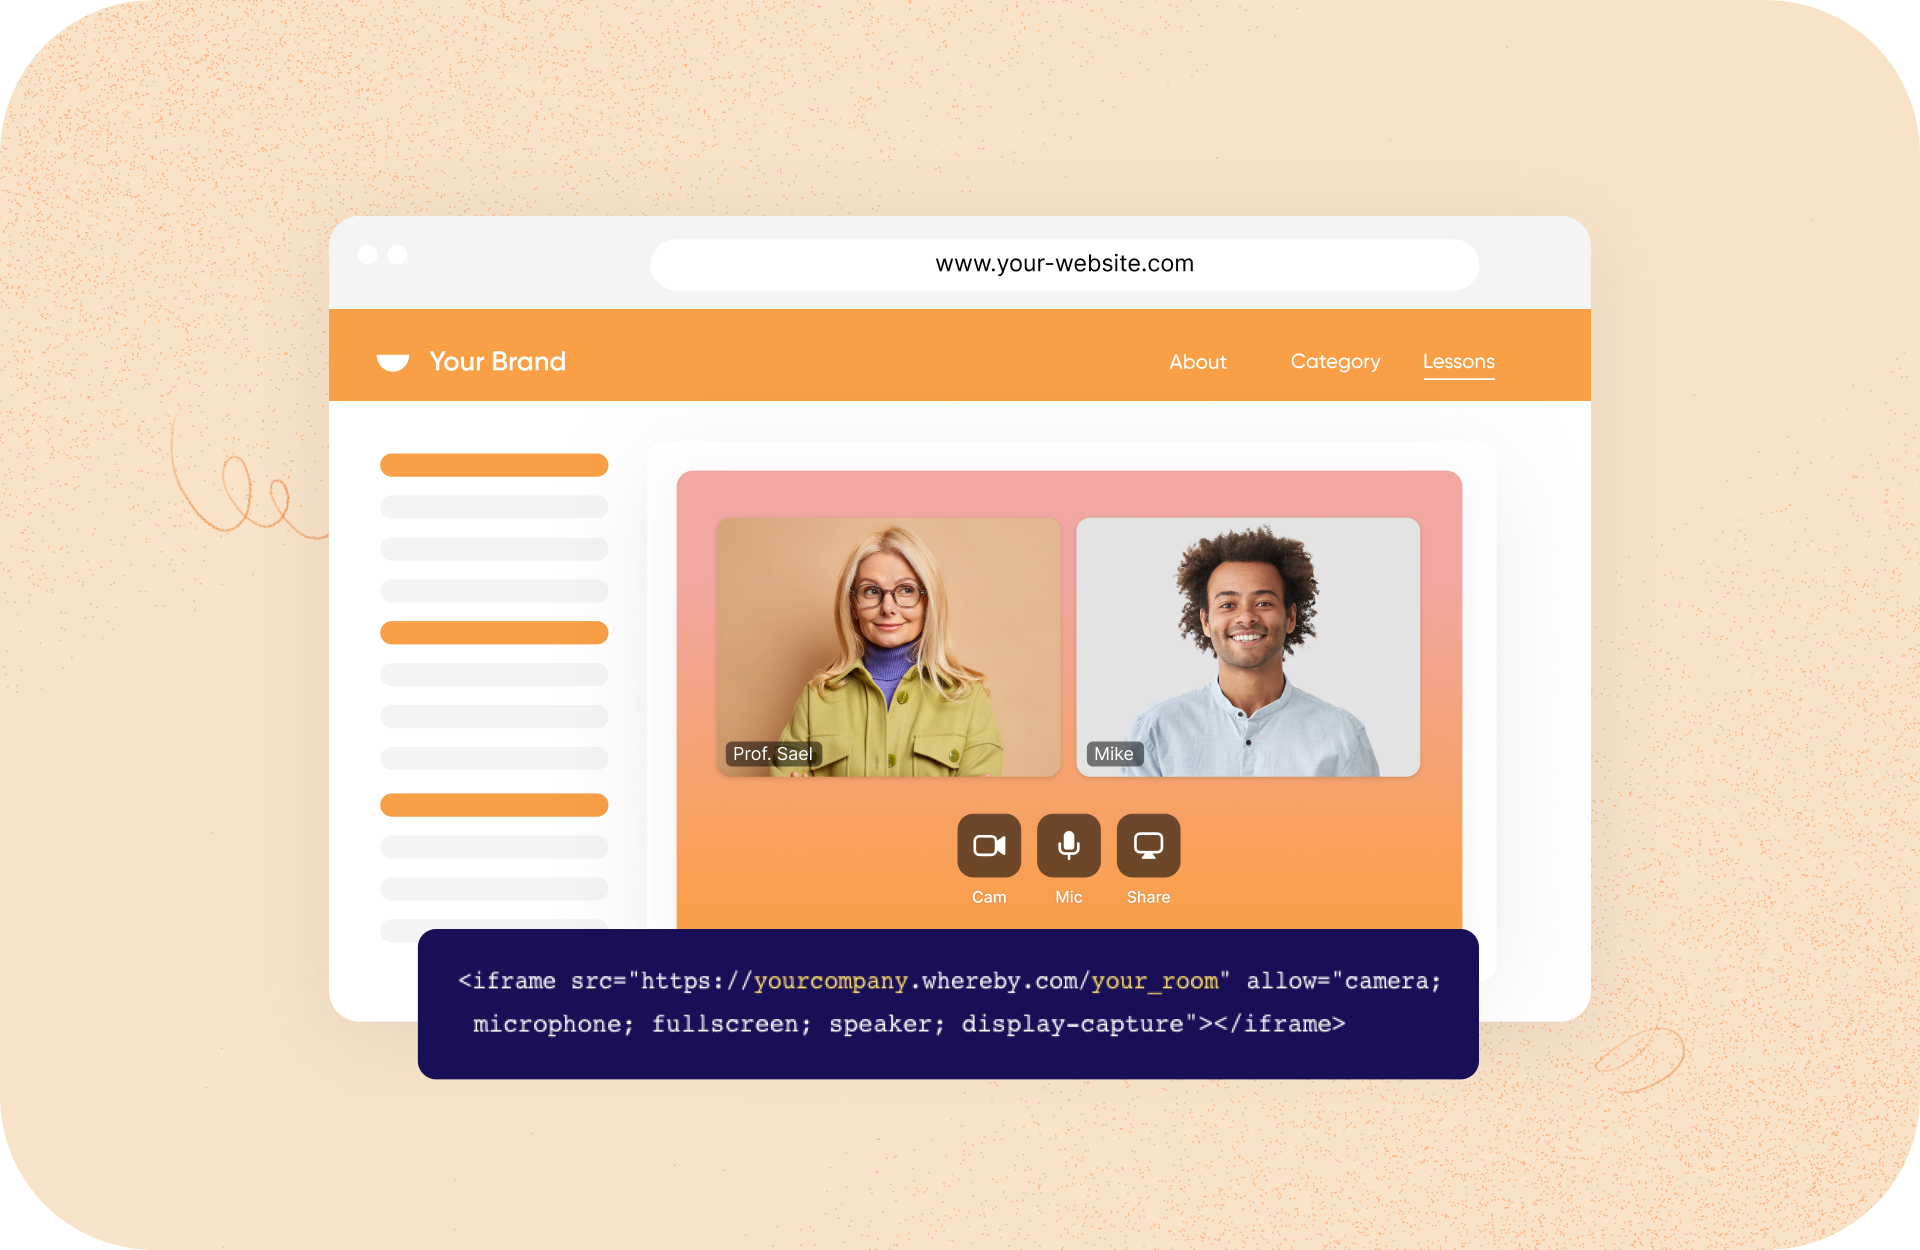 www.your-website.com
Your Brand
About Category Lessons
Prof. Sael
Mike
Cam Mic Share
<iframe src="https://yourcompany.whereby.com/your_room" allow="camera;
microphone; fullscreen; speaker; display-capture"></iframe>